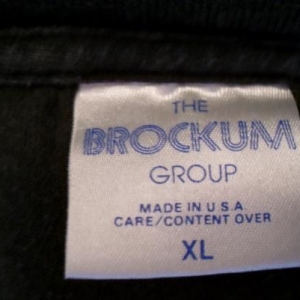 THE
BROCKUM
GROUP
MADE IN U.S.A.
CARE/CONTENT OVER
XL